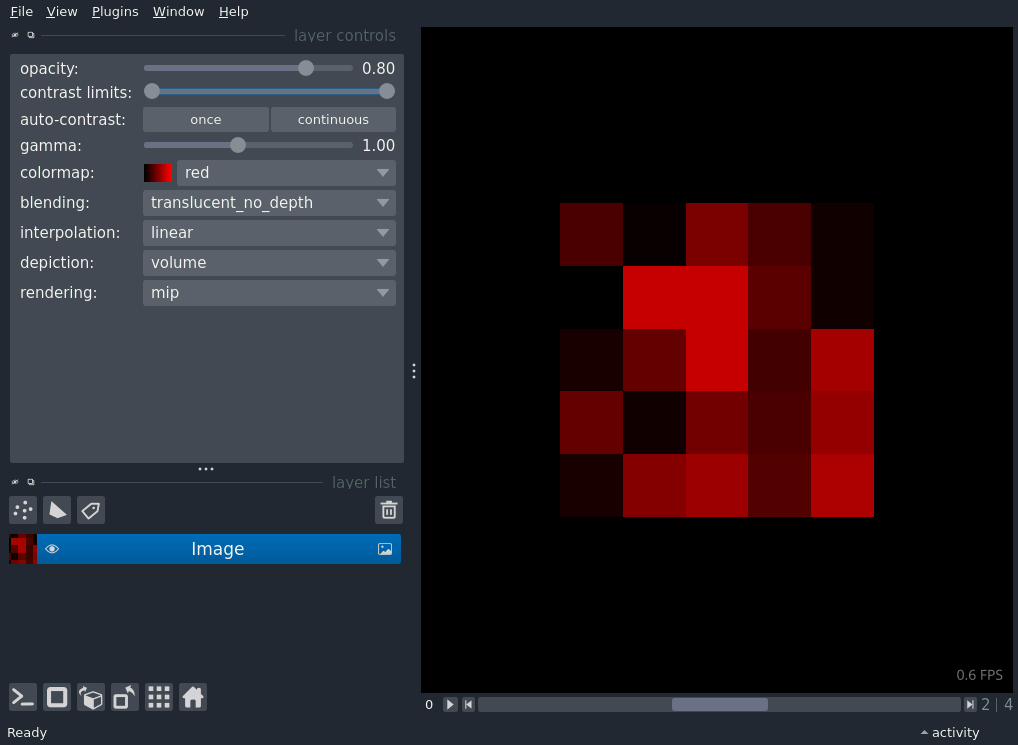 File View Plugins Window Help
layer controls
opacity: 0.80
contrast limits:
auto-contrast: once continuous
gamma: 1.00
colormap: red
blending: translucent_no_depth
interpolation: linear
depiction: volume
rendering: mip
layer list
Image
0.6 FPS
0 2 | 4
Ready activity